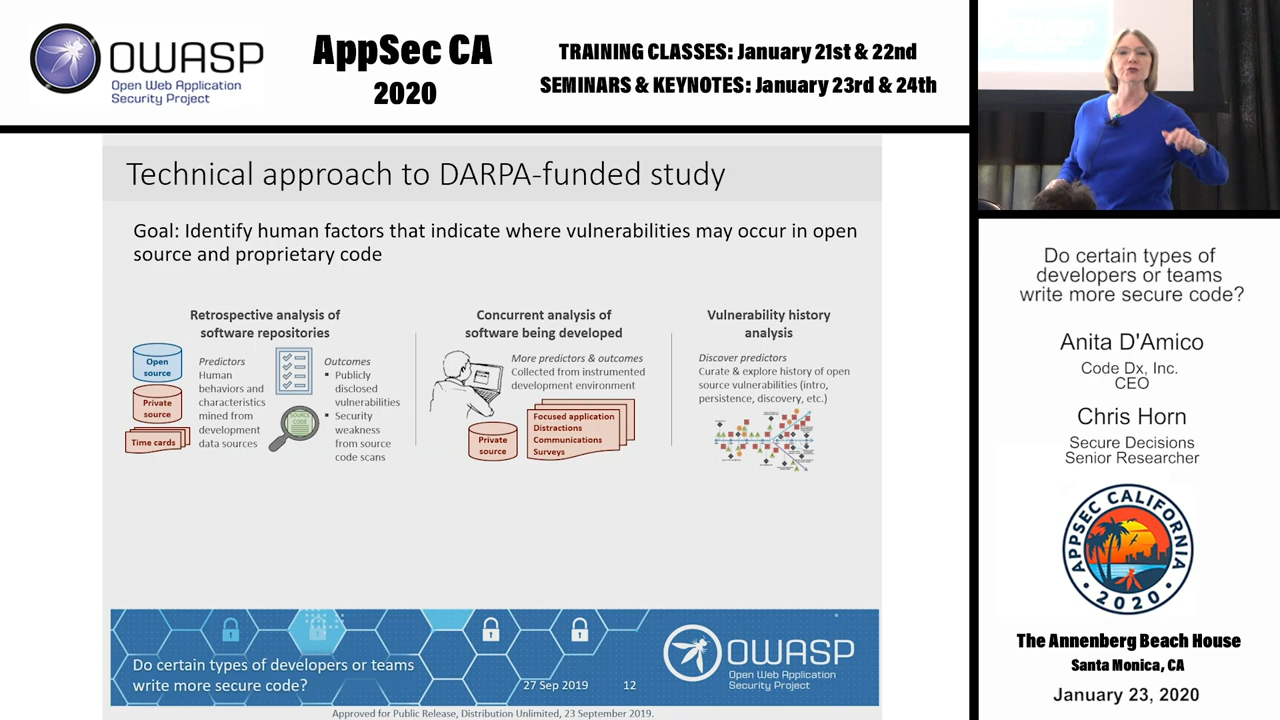 OWASP
Open Web Application
Security Project
AppSec CA
2020
TRAINING CLASSES: January 21st & 22nd
SEMINARS & KEYNOTES: January 23rd & 24th
Technical approach to DARPA-funded study
Goal: Identify human factors that indicate where vulnerabilities may occur in open
source and proprietary code
Retrospective analysis of
software repositories
Open
source
Private
source
Time cards
Predictors
Human
behaviors and
characteristics
mined from
development
data sources
SOURCE
CODE
Outcomes
▪ Publicly
disclosed
vulnerabilities
▪ Security
weakness
from source
code scans
Concurrent analysis of
software being developed
More predictors & outcomes
Collected from instrumented
development environment
Private
source
Focused application
Distractions
Communications
Surveys
Vulnerability history
analysis
Discover predictors
Curate & explore history of open
source vulnerabilities (intro,
persistence, discovery, etc.)
Do certain types of developers or teams
write more secure code?
27 Sep 2019
12
OWASP
Open Web Application
Security Project
Approved for Public Release, Distribution Unlimited, 23 September 2019.
Do certain types of
developers or teams
write more secure code?
Anita D'Amico
Code Dx, Inc.
CEO
Chris Horn
Secure Decisions
Senior Researcher
APPSEC CALIFORNIA
• 2020 •
The Annenberg Beach House
Santa Monica, CA
January 23, 2020